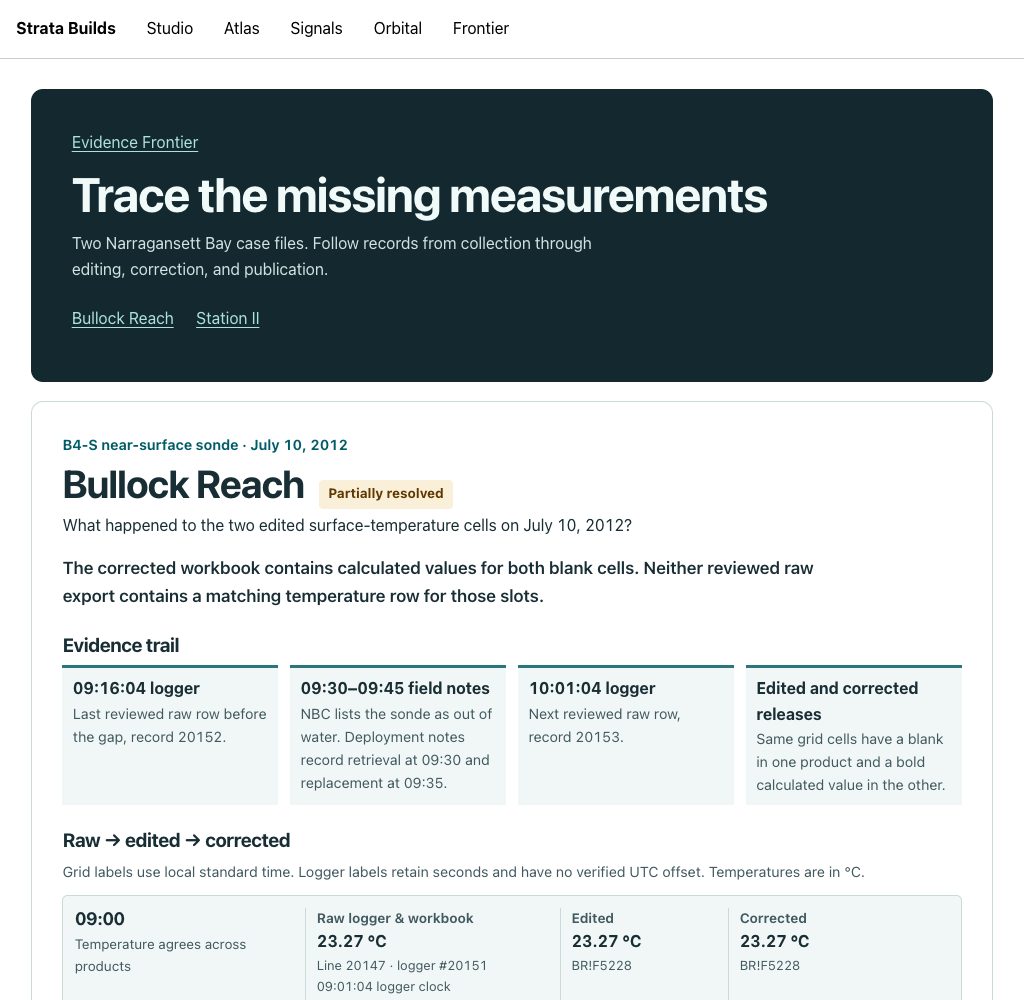 Strata Builds Studio Atlas Signals Orbital Frontier
Evidence Frontier
Trace the missing measurements
Two Narragansett Bay case files. Follow records from collection through
editing, correction, and publication.
Bullock Reach Station II
B4-S near-surface sonde · July 10, 2012
Bullock Reach Partially resolved
What happened to the two edited surface-temperature cells on July 10, 2012?
The corrected workbook contains calculated values for both blank cells. Neither reviewed raw
export contains a matching temperature row for those slots.
Evidence trail
09:16:04 logger
Last reviewed raw row before
the gap, record 20152.
09:30–09:45 field notes
NBC lists the sonde as out of
water. Deployment notes
record retrieval at 09:30 and
replacement at 09:35.
10:01:04 logger
Next reviewed raw row,
record 20153.
Edited and corrected
releases
Same grid cells have a blank
in one product and a bold
calculated value in the other.
Raw → edited → corrected
Grid labels use local standard time. Logger labels retain seconds and have no verified UTC offset. Temperatures are in °C.
09:00
Temperature agrees across
products
Raw logger & workbook
23.27 °C
Line 20147 · logger #20151
09:01:04 logger clock
Edited
23.27 °C
BR!F5228
Corrected
23.27 °C
BR!F5228